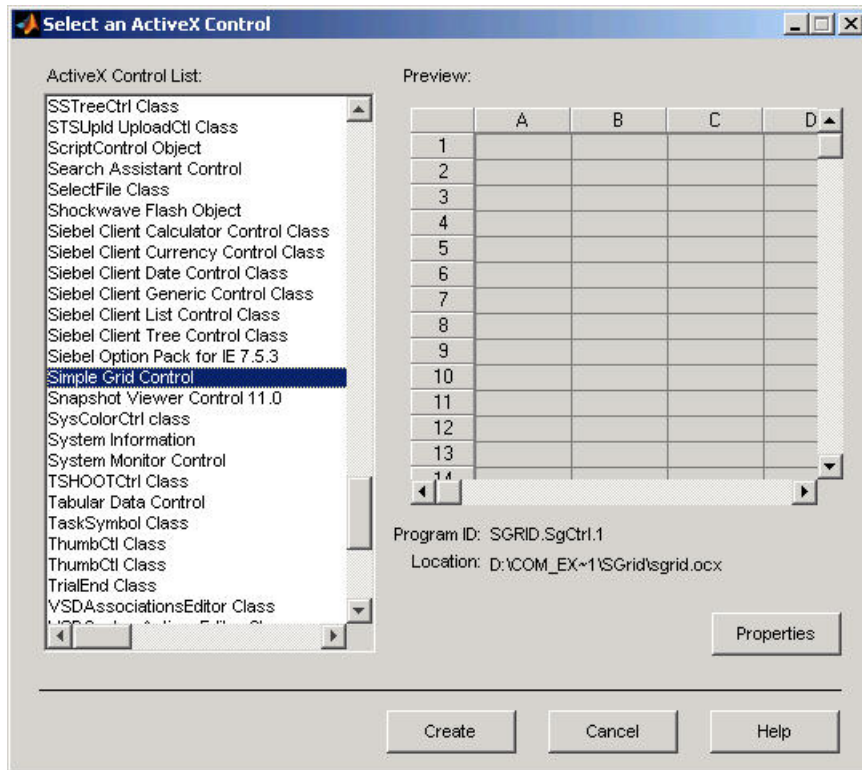 Select an ActiveX Control
ActiveX Control List:
SSTreeCtrl Class
STSUpld UploadCtl Class
ScriptControl Object
Search Assistant Control
SelectFile Class
Shockwave Flash Object
Siebel Client Calculator Control Class
Siebel Client Currency Control Class
Siebel Client Date Control Class
Siebel Client Generic Control Class
Siebel Client List Control Class
Siebel Client Tree Control Class
Siebel Option Pack for IE 7.5.3
Simple Grid Control
Snapshot Viewer Control 11.0
SysColorCtrl class
System Information
System Monitor Control
TSHOOTCtrl Class
Tabular Data Control
TaskSymbol Class
ThumbCtl Class
ThumbCtl Class
TrialEnd Class
VSDAssociationsEditor Class
Preview:
A B C D
1
2
3
4
5
6
7
8
9
10
11
12
13
14
Program ID: SGRID.SgCtrl.1
Location: D:\COM_EX~1\SGrid\sgrid.ocx
Properties
Create Cancel Help